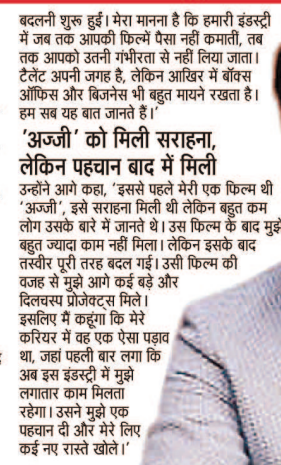 बदलनी शुरू हुईं। मेरा मानना है कि हमारी इंडस्ट्री
में जब तक आपकी फिल्में पैसा नहीं कमातीं, तब
तक आपको उतनी गंभीरता से नहीं लिया जाता।
टैलेंट अपनी जगह है, लेकिन आखिर में बॉक्स
ऑफिस और बिजनेस भी बहुत मायने रखता है।
हम सब यह बात जानते हैं।'
'अज्जी' को मिली सराहना,
लेकिन पहचान बाद में मिली
उन्होंने आगे कहा, 'इससे पहले मेरी एक फिल्म थी
'अज्जी', इसे सराहना मिली थी लेकिन बहुत कम
लोग उसके बारे में जानते थे। उस फिल्म के बाद मुझे
बहुत ज्यादा काम नहीं मिला। लेकिन इसके बाद
तस्वीर पूरी तरह बदल गई। उसी फिल्म की
वजह से मुझे आगे कई बड़े और
दिलचस्प प्रोजेक्ट्स मिले।
इसलिए मैं कहूंगा कि मेरे
करियर में वह एक ऐसा पड़ाव
था, जहां पहली बार लगा कि
अब इस इंडस्ट्री में मुझे
लगातार काम मिलता
रहेगा। उसने मुझे एक
पहचान दी और मेरे लिए
कई नए रास्ते खोले।'